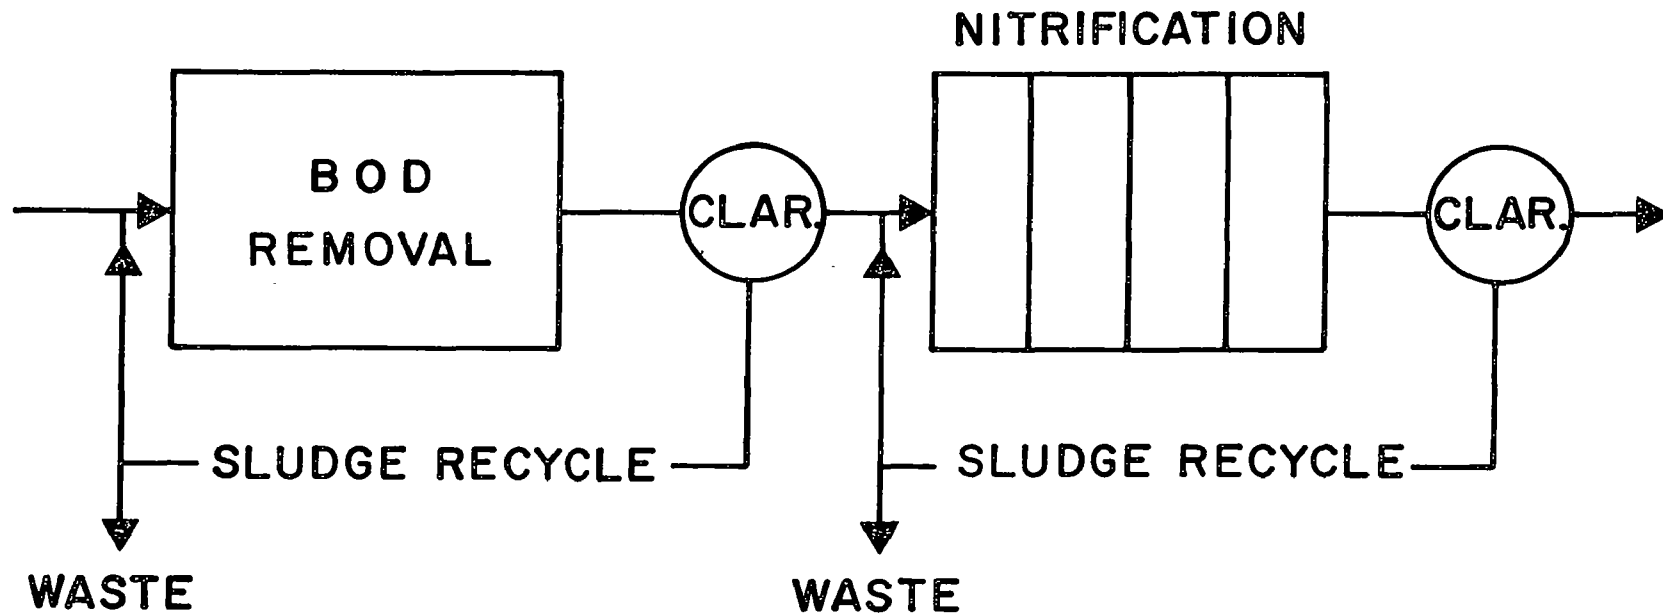 NITRIFICATION
BOD
REMOVAL
CLAR.
CLAR.
SLUDGE RECYCLE
SLUDGE RECYCLE
WASTE
WASTE